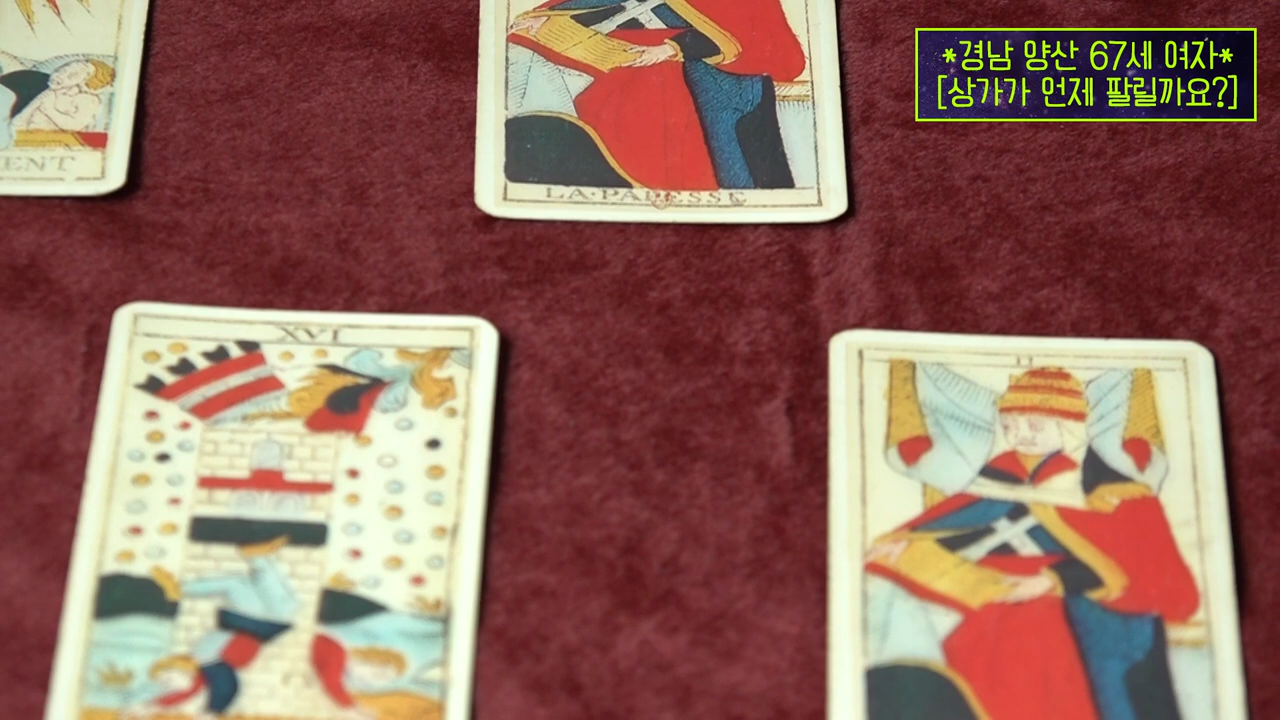 *경남 양산 67세 여자*
[상가가 언제 팔릴까요?]
ENT
LA·PAPESSE
XVI
II